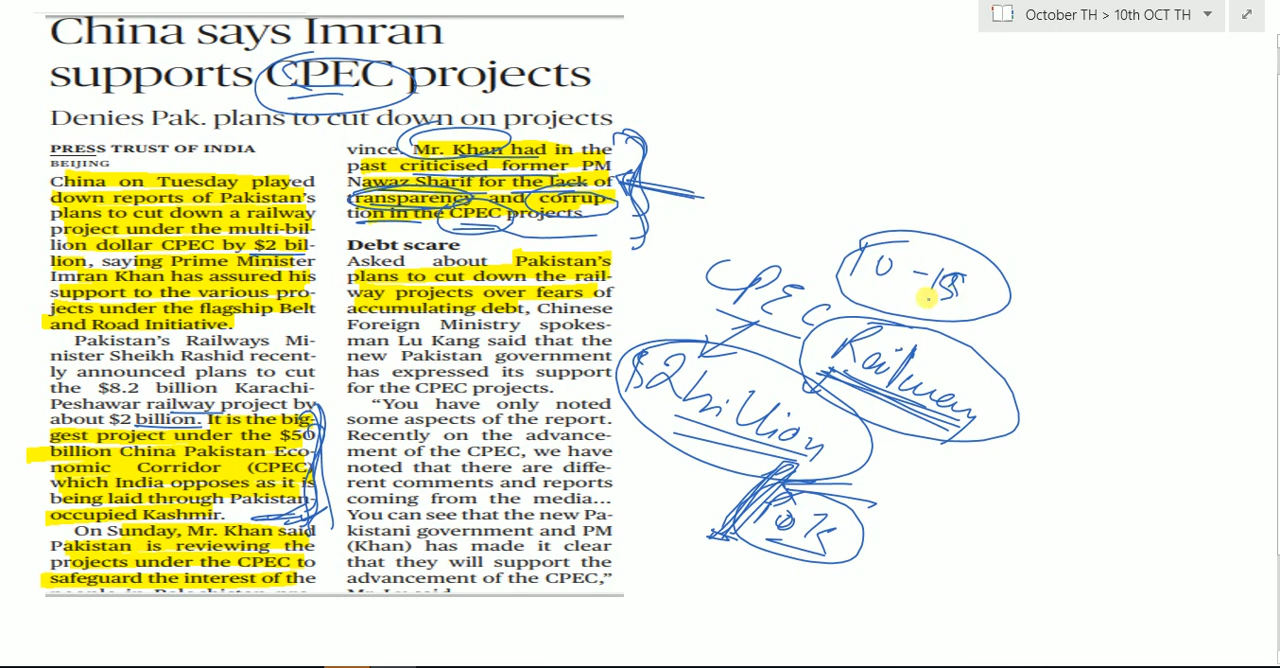 October TH > 10th OCT TH
China says Imran
supports CPEC projects
Denies Pak. plans to cut down on projects
PRESS TRUST OF INDIA
BEIJING
China on Tuesday played
down reports of Pakistan's
plans to cut down a railway
project under the multi-bil-
lion dollar CPEC by $2 bil-
lion, saying Prime Minister
Imran Khan has assured his
support to the various pro-
jects under the flagship Belt
and Road Initiative.
Pakistan's Railways Mi-
nister Sheikh Rashid recent-
ly announced plans to cut
the $8.2 billion Karachi-
Peshawar railway project by
about $2 billion. It is the big-
gest project under the $50
billion China Pakistan Eco-
nomic Corridor (CPEC)
which India opposes as it is
being laid through Pakistan-
occupied Kashmir.
On Sunday, Mr. Khan said
Pakistan is reviewing the
projects under the CPEC to
safeguard the interest of the
vince. Mr. Khan had in the
past criticised former PM
Nawaz Sharif for the lack of
transparency and corrup-
tion in the CPEC projects.
Debt scare
Asked about Pakistan's
plans to cut down the rail-
way projects over fears of
accumulating debt, Chinese
Foreign Ministry spokes-
man Lu Kang said that the
new Pakistan government
has expressed its support
for the CPEC projects.
“You have only noted
some aspects of the report.
Recently on the advance-
ment of the CPEC, we have
noted that there are diffe-
rent comments and reports
coming from the media...
You can see that the new Pa-
kistani government and PM
(Khan) has made it clear
that they will support the
advancement of the CPEC,”
CPEC
Railway
$2 billion
POK